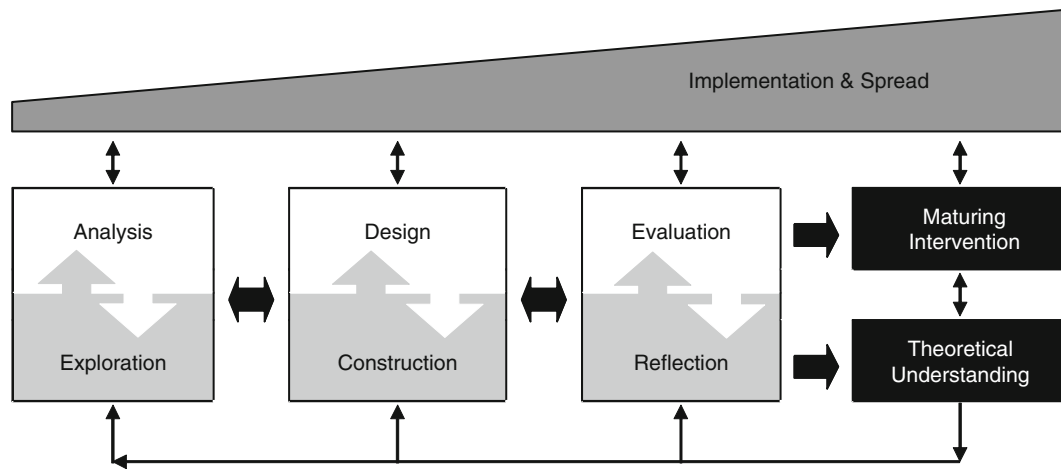 Implementation & Spread
Analysis
Exploration
Design
Construction
Evaluation
Reflection
Maturing
Intervention
Theoretical
Understanding